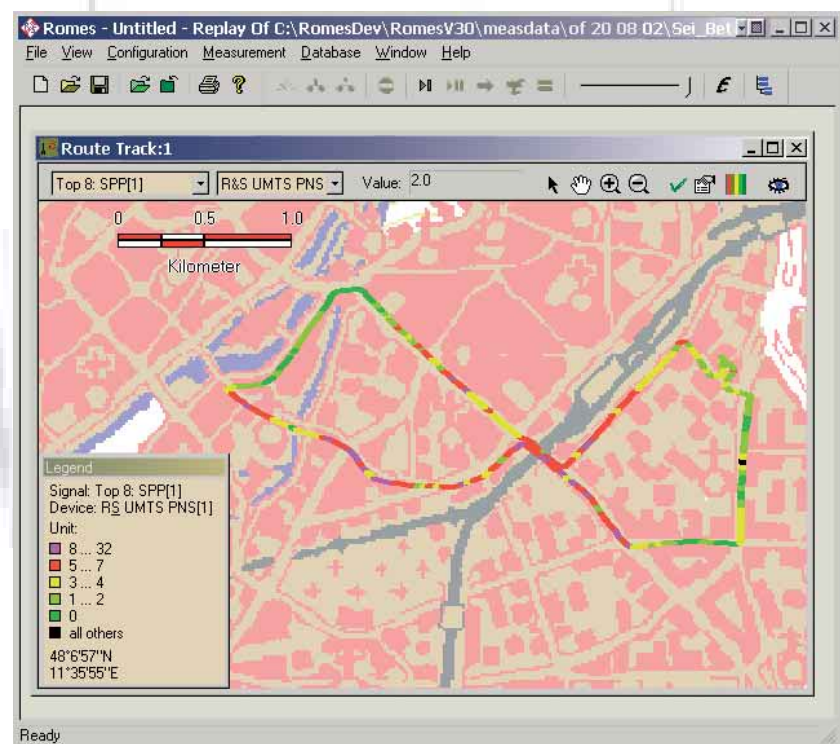 Romes - Untitled - Replay Of C:\RomesDev\RomesV30\measdata\of 20 08 02\Sei_Bet
File View Configuration Measurement Database Window Help
Route Track:1
Top 8: SPP[1] R&S UMTS PNS Value: 2.0
0 0.5 1.0
Kilometer
Legend
Signal: Top 8: SPP[1]
Device: RS UMTS PNS[1]
Unit:
8 ... 32
5 ... 7
3 ... 4
1 ... 2
0
all others
48°6'57"N
11°35'55"E
Ready